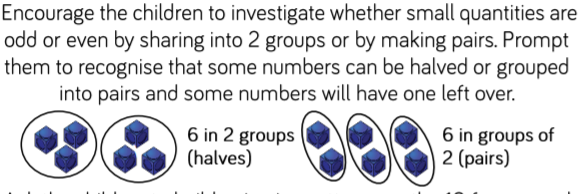 Encourage the children to investigate whether small quantities are
odd or even by sharing into 2 groups or by making pairs. Prompt
them to recognise that some numbers can be halved or grouped
into pairs and some numbers will have one left over.
6 in 2 groups
(halves)
6 in groups of
2 (pairs)